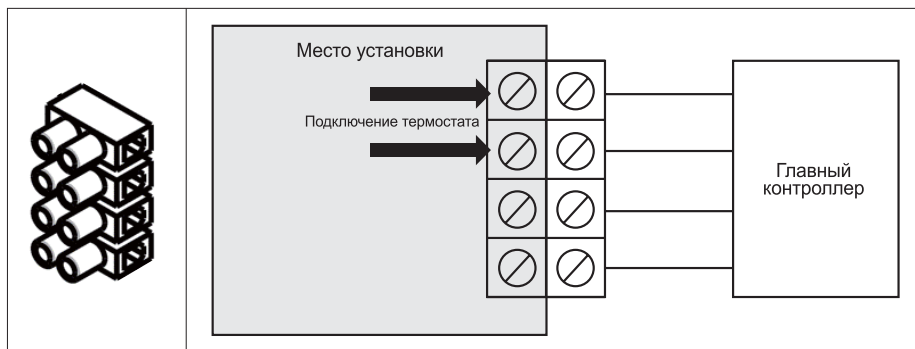 Место установки
Подключение термостата
Главный
контроллер